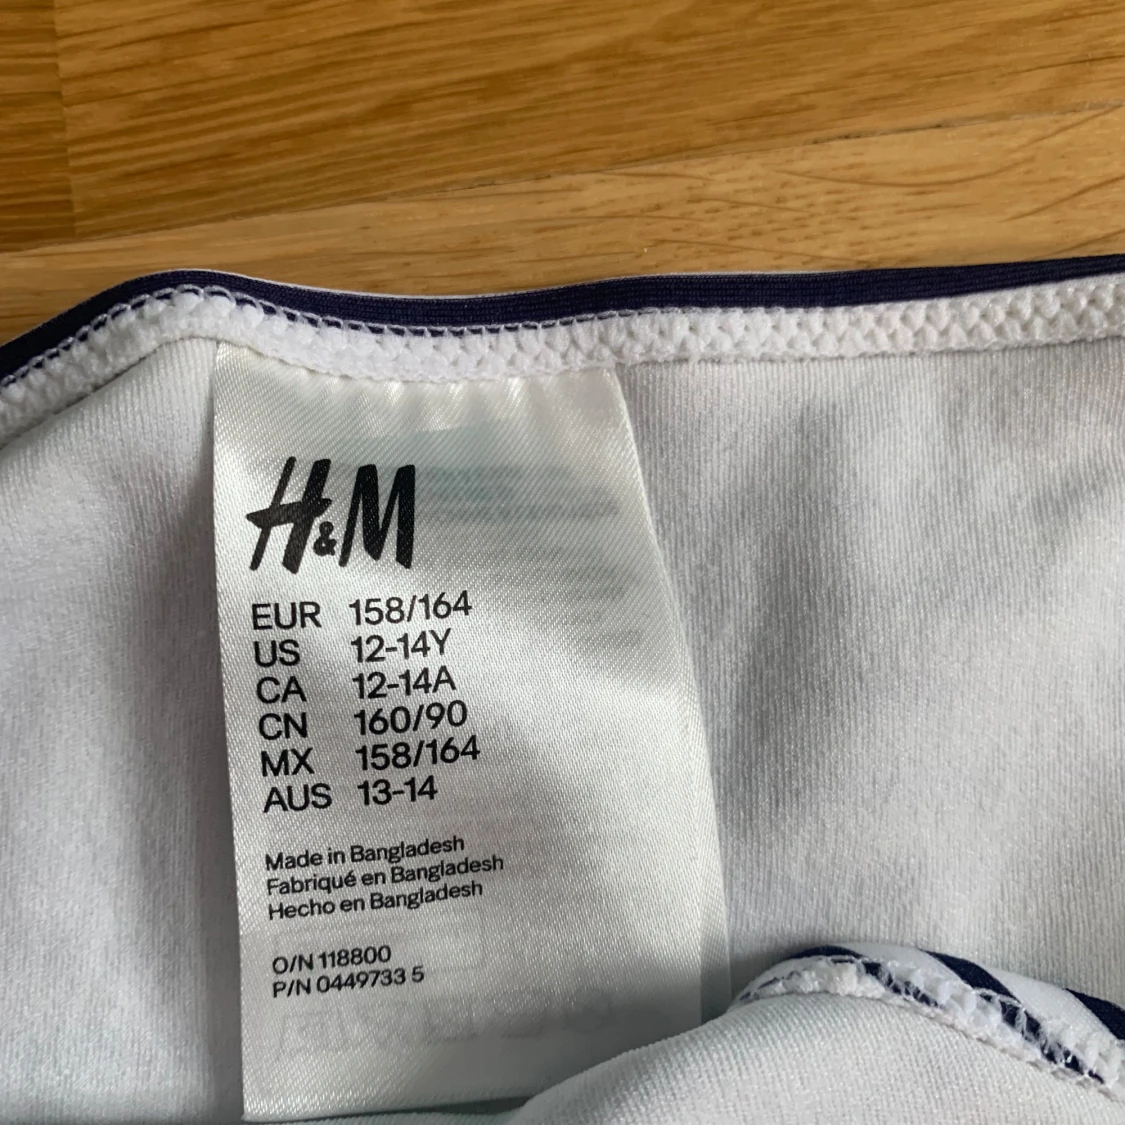 H&M
EUR 158/164
US 12-14Y
CA 12-14A
CN 160/90
MX 158/164
AUS 13-14
Made in Bangladesh
Fabriqué en Bangladesh
Hecho en Bangladesh
O/N 118800
P/N 0449733 5